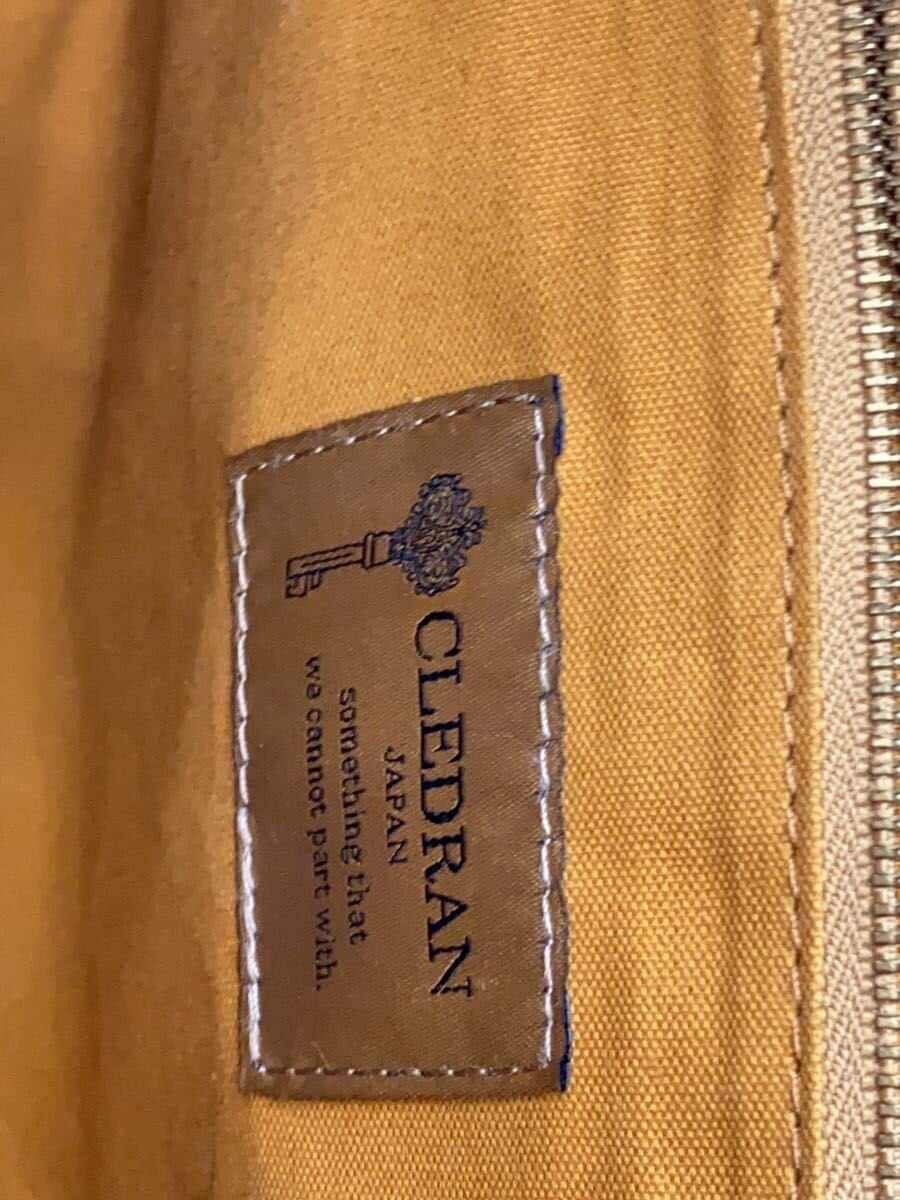 CLEDRAN
JAPAN
something that
we cannot part with.